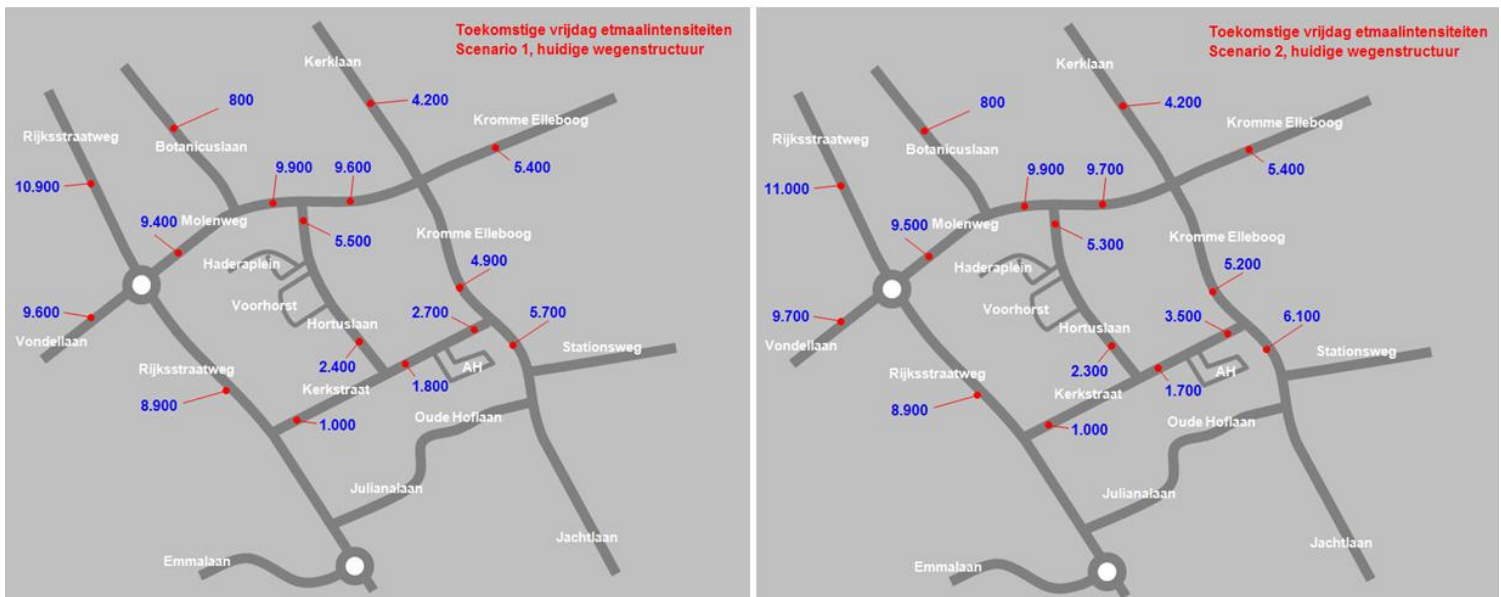 Toekomstige vrijdag etmaalintensiteiten
Scenario 1, huidige wegenstructuur
Kerklaan
800
4.200
Rijksstraatweg
Kromme Elleboog
Botanicuslaan
9.900
9.600
5.400
10.900
9.400
Molenweg
5.500
Kromme Elleboog
Haderaplein
4.900
Voorhorst
9.600
2.700
5.700
Hortuslaan
Vondellaan
Stationsweg
2.400
Rijksstraatweg
AH
Kerkstraat
1.800
8.900
Oude Hoflaan
1.000
Julianalaan
Jachtlaan
Emmalaan
Toekomstige vrijdag etmaalintensiteiten
Scenario 2, huidige wegenstructuur
Kerklaan
800
4.200
Rijksstraatweg
Kromme Elleboog
Botanicuslaan
9.900
9.700
5.400
11.000
9.500
Molenweg
5.300
Kromme Elleboog
Haderaplein
5.200
Voorhorst
9.700
3.500
6.100
Hortuslaan
Vondellaan
Stationsweg
2.300
Rijksstraatweg
AH
Kerkstraat
1.700
8.900
Oude Hoflaan
1.000
Julianalaan
Jachtlaan
Emmalaan